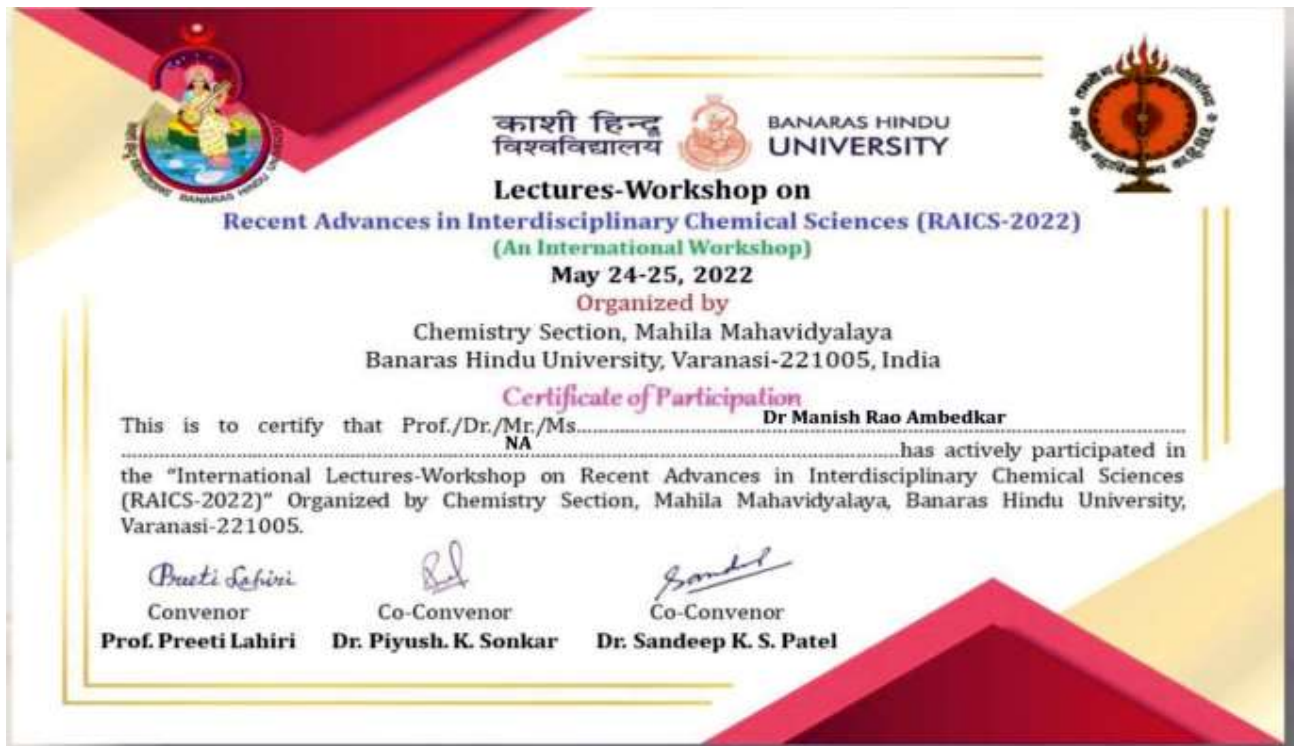 काशी हिन्दू विश्वविद्यालय
BANARAS HINDU UNIVERSITY
Lectures-Workshop on
Recent Advances in Interdisciplinary Chemical Sciences (RAICS-2022)
(An International Workshop)
May 24-25, 2022
Organized by
Chemistry Section, Mahila Mahavidyalaya
Banaras Hindu University, Varanasi-221005, India
Certificate of Participation
This is to certify that Prof./Dr./Mr./Ms. Dr Manish Rao Ambedkar
NA has actively participated in
the "International Lectures-Workshop on Recent Advances in Interdisciplinary Chemical Sciences
(RAICS-2022)" Organized by Chemistry Section, Mahila Mahavidyalaya, Banaras Hindu University,
Varanasi-221005.
Preeti Lahiri
Convenor Co-Convenor Co-Convenor
Prof. Preeti Lahiri Dr. Piyush. K. Sonkar Dr. Sandeep K. S. Patel